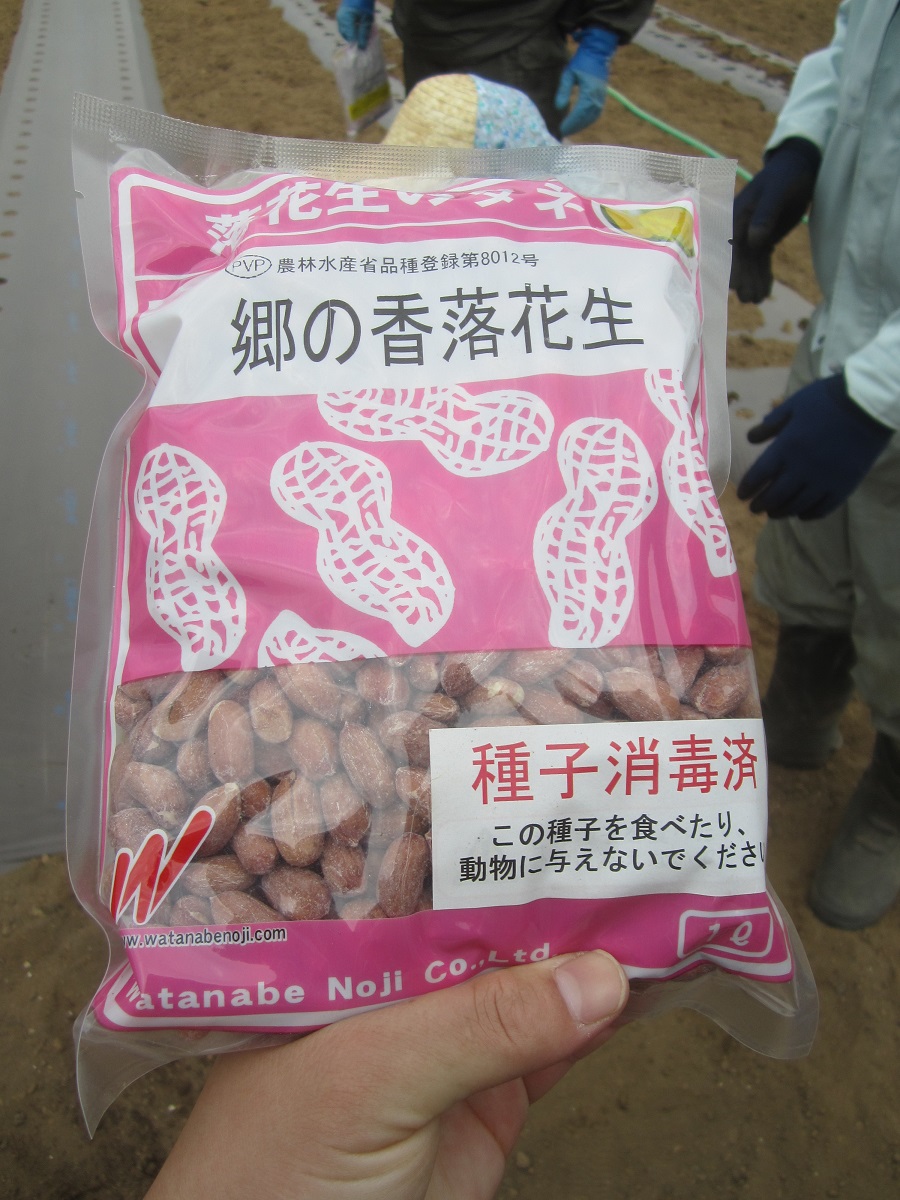 落花生のタネ
PVP 農林水産省品種登録第8012号
郷の香落花生
種子消毒済
この種子を食べたり、
動物に与えないでくださ
W
w.watanabenoji.com
Watanabe Noji Co.,Ltd
1ℓ